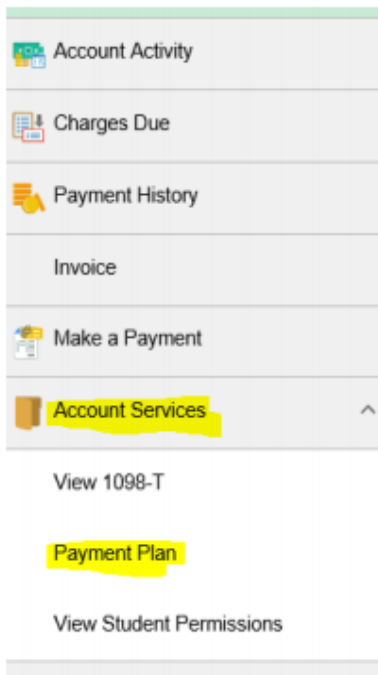 Account Activity
Charges Due
Payment History
Invoice
Make a Payment
Account Services
View 1098-T
Payment Plan
View Student Permissions